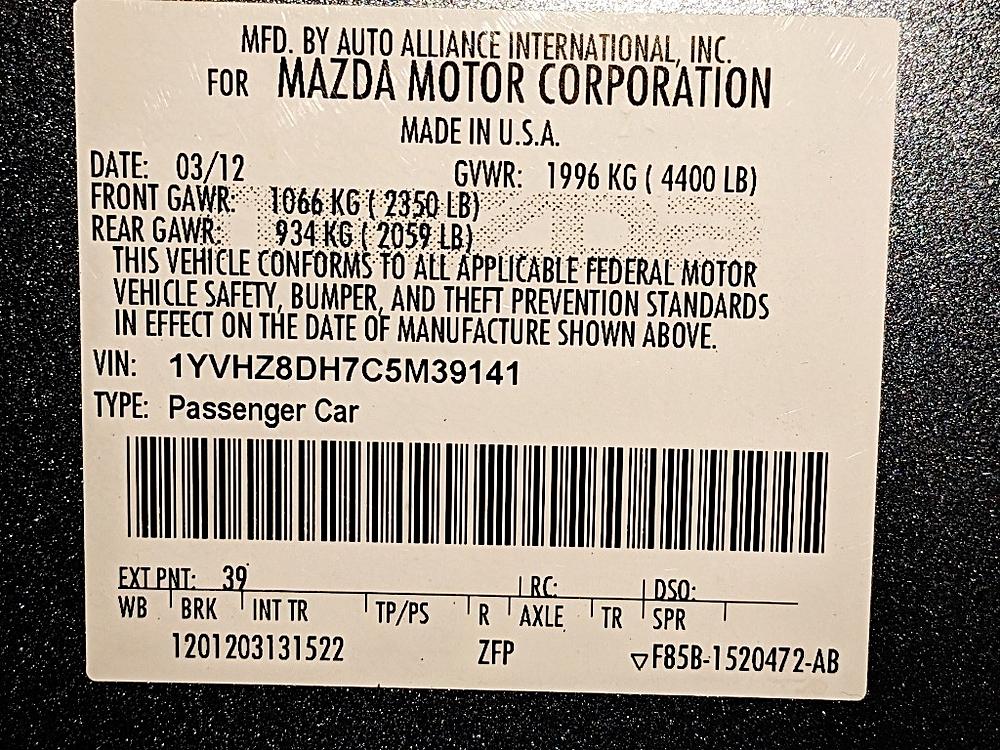 MFD. BY AUTO ALLIANCE INTERNATIONAL, INC.
FOR MAZDA MOTOR CORPORATION
MADE IN U.S.A.
DATE: 03/12 GVWR: 1996 KG ( 4400 LB)
FRONT GAWR: 1066 KG ( 2350 LB)
REAR GAWR: 934 KG ( 2059 LB)
THIS VEHICLE CONFORMS TO ALL APPLICABLE FEDERAL MOTOR
VEHICLE SAFETY, BUMPER, AND THEFT PREVENTION STANDARDS
IN EFFECT ON THE DATE OF MANUFACTURE SHOWN ABOVE.
VIN: 1YVHZ8DH7C5M39141
TYPE: Passenger Car
EXT PNT: 39 RC: DSO:
WB BRK INT TR TP/PS R AXLE TR SPR
1201203131522 ZFP ▽F85B-1520472-AB